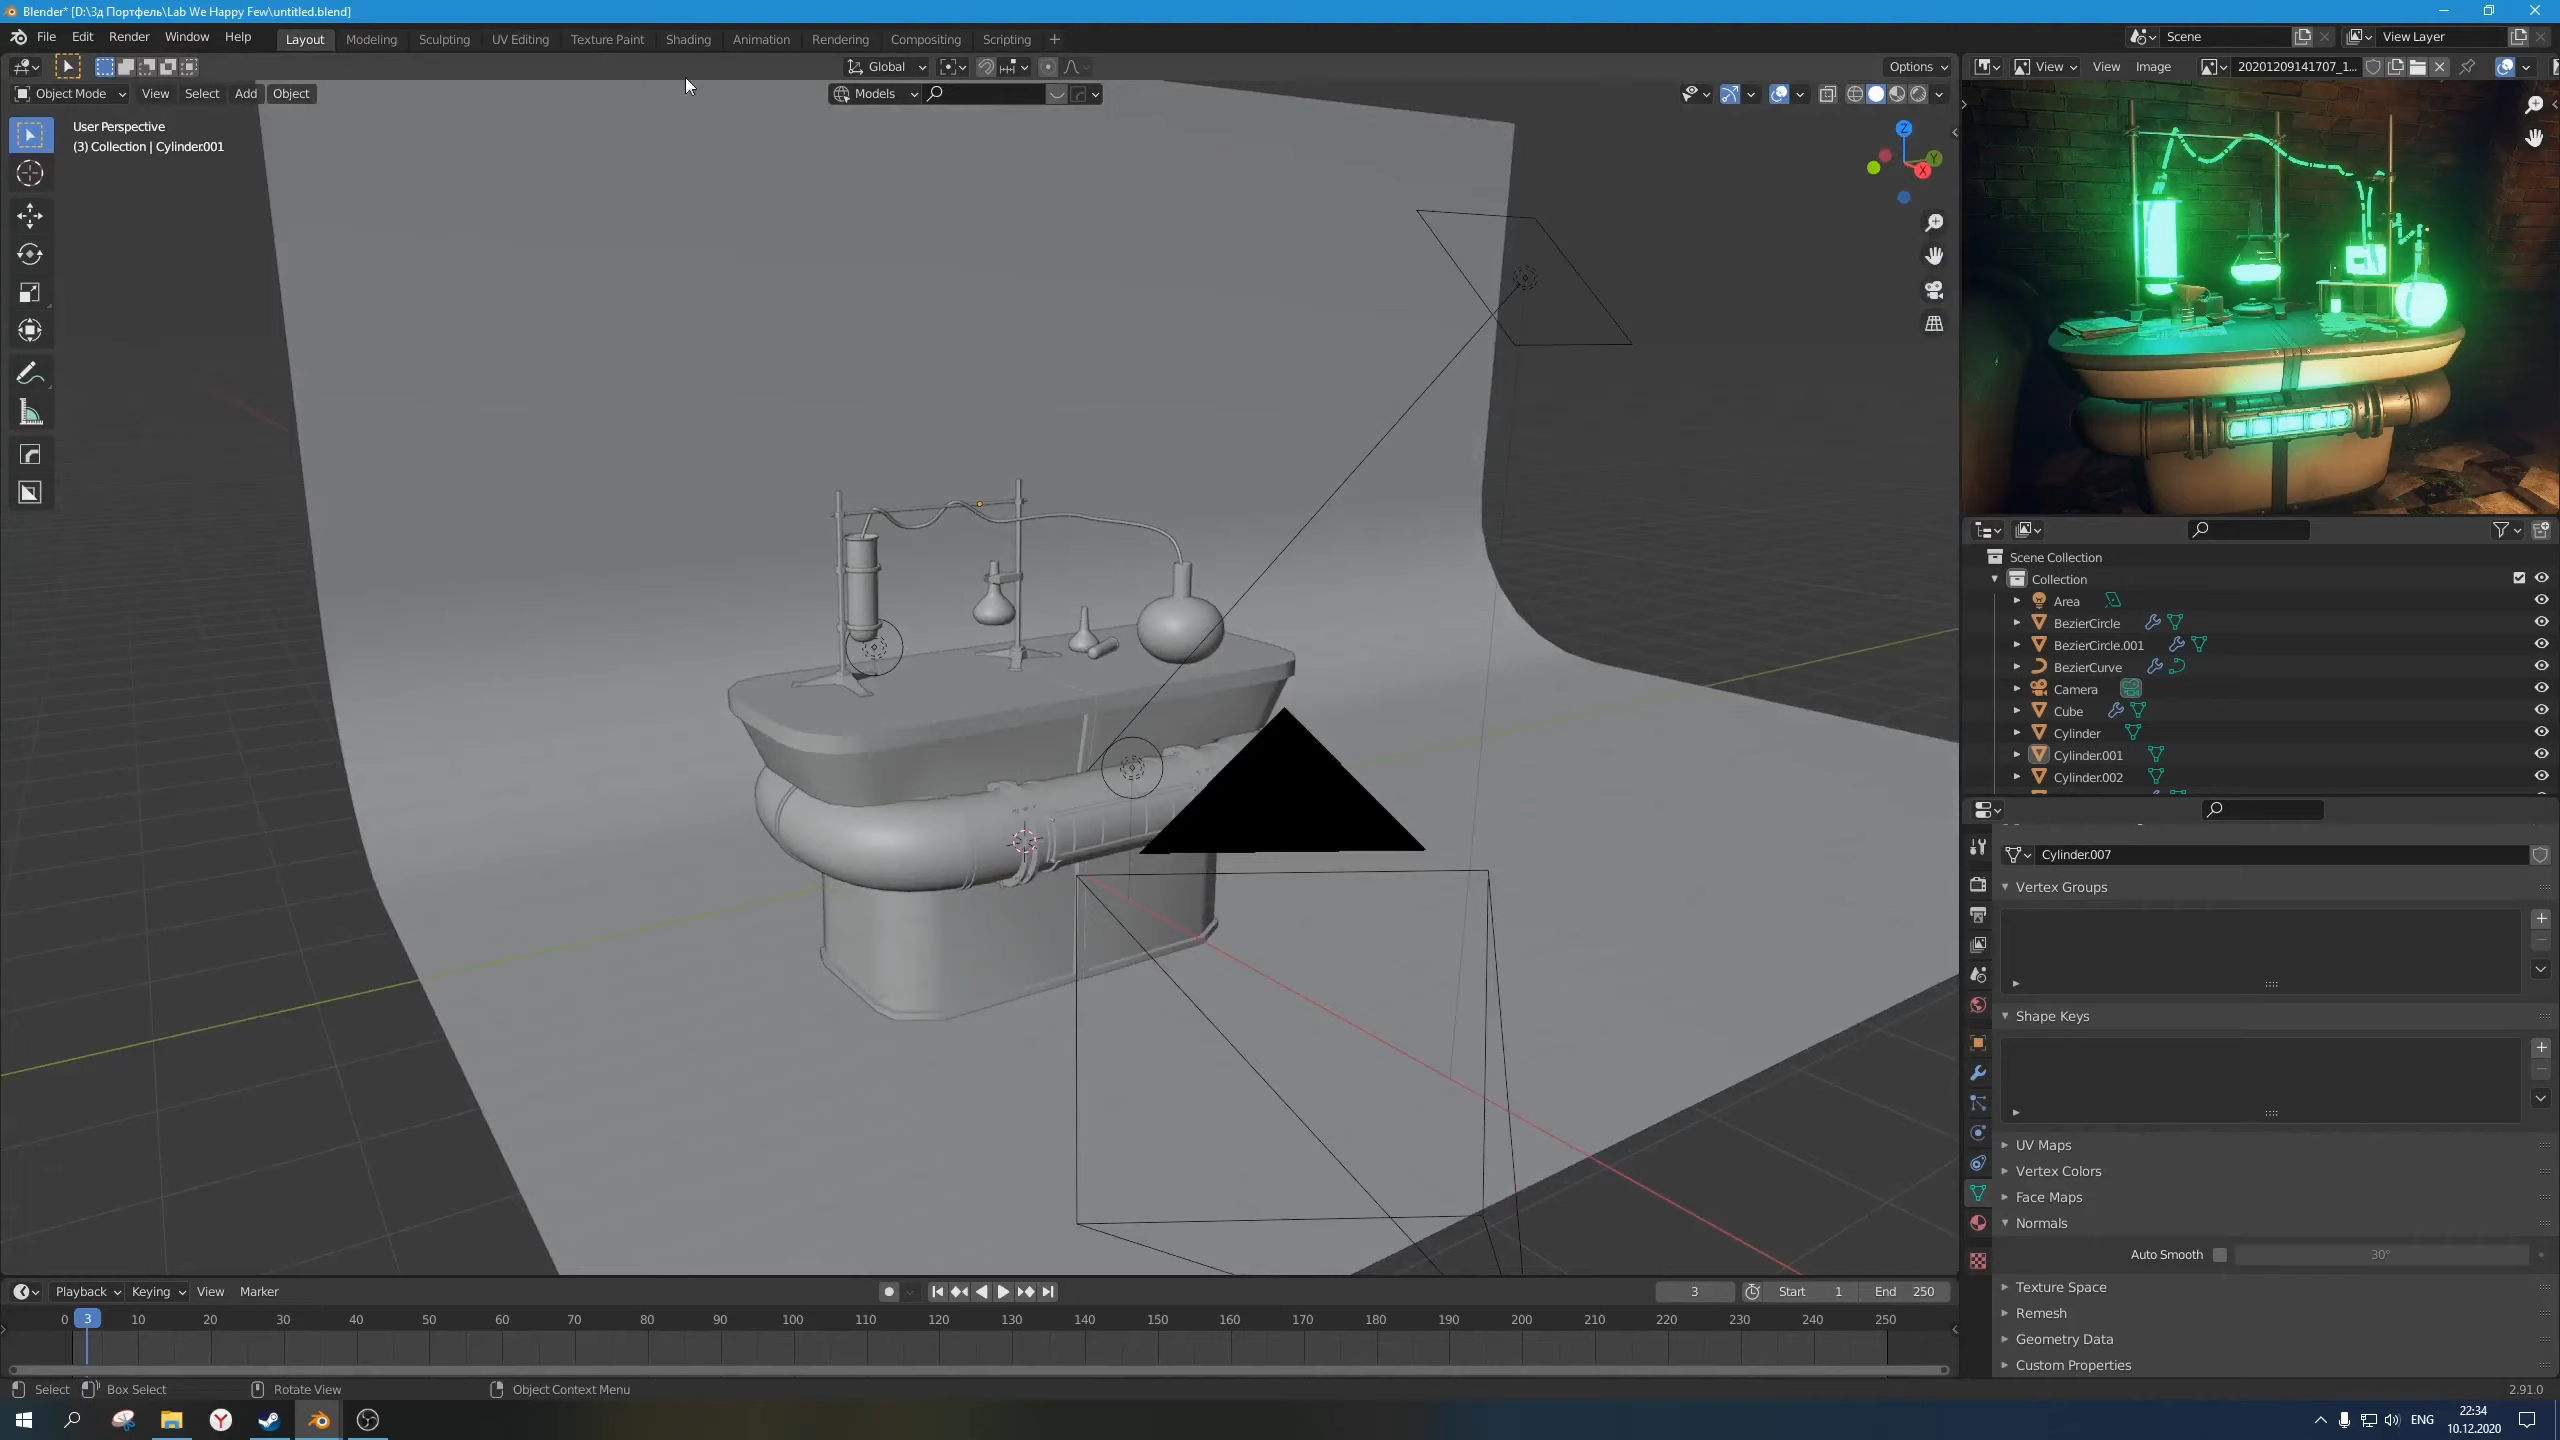 Blender* [D:\3д Портфель\Lab We Happy Few\untitled.blend]
File Edit Render Window Help Layout Modeling Sculpting UV Editing Texture Paint Shading Animation Rendering Compositing Scripting + Scene View Layer
Global Options View View Image 20201209141707_1...
Object Mode View Select Add Object Models
User Perspective
(3) Collection | Cylinder.001
Z
Y
X
Scene Collection
Collection
Area
BezierCircle
BezierCircle.001
BezierCurve
Camera
Cube
Cylinder
Cylinder.001
Cylinder.002
Cylinder.007
Vertex Groups
Shape Keys
UV Maps
Vertex Colors
Face Maps
Normals
Auto Smooth 30°
Texture Space
Remesh
Geometry Data
Custom Properties
Playback Keying View Marker 3 Start 1 End 250
0 3 10 20 30 40 50 60 70 80 90 100 110 120 130 140 150 160 170 180 190 200 210 220 230 240 250
Select Box Select Rotate View Object Context Menu 2.91.0
ENG 22:34
10.12.2020